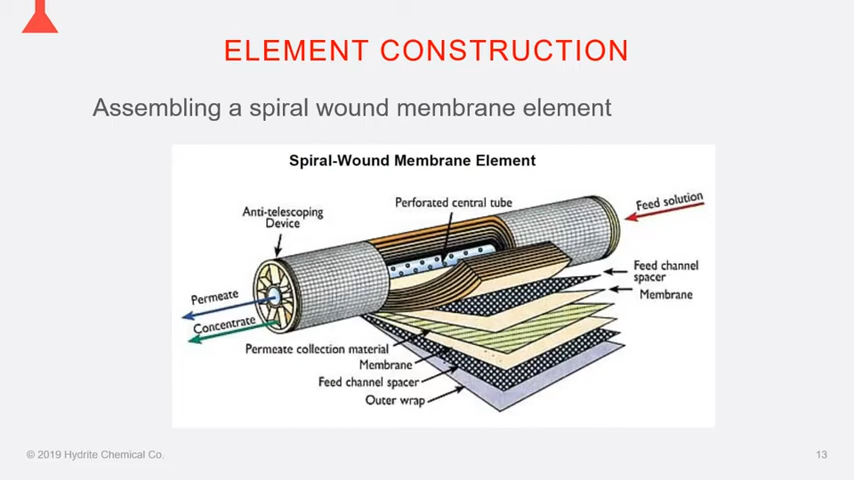 ELEMENT CONSTRUCTION
Assembling a spiral wound membrane element
Spiral-Wound Membrane Element
Perforated central tube
Feed solution
Anti-telescoping
Device
Feed channel
spacer
Membrane
Permeate
Concentrate
Permeate collection material
Membrane
Feed channel spacer
Outer wrap
© 2019 Hydrite Chemical Co.
13